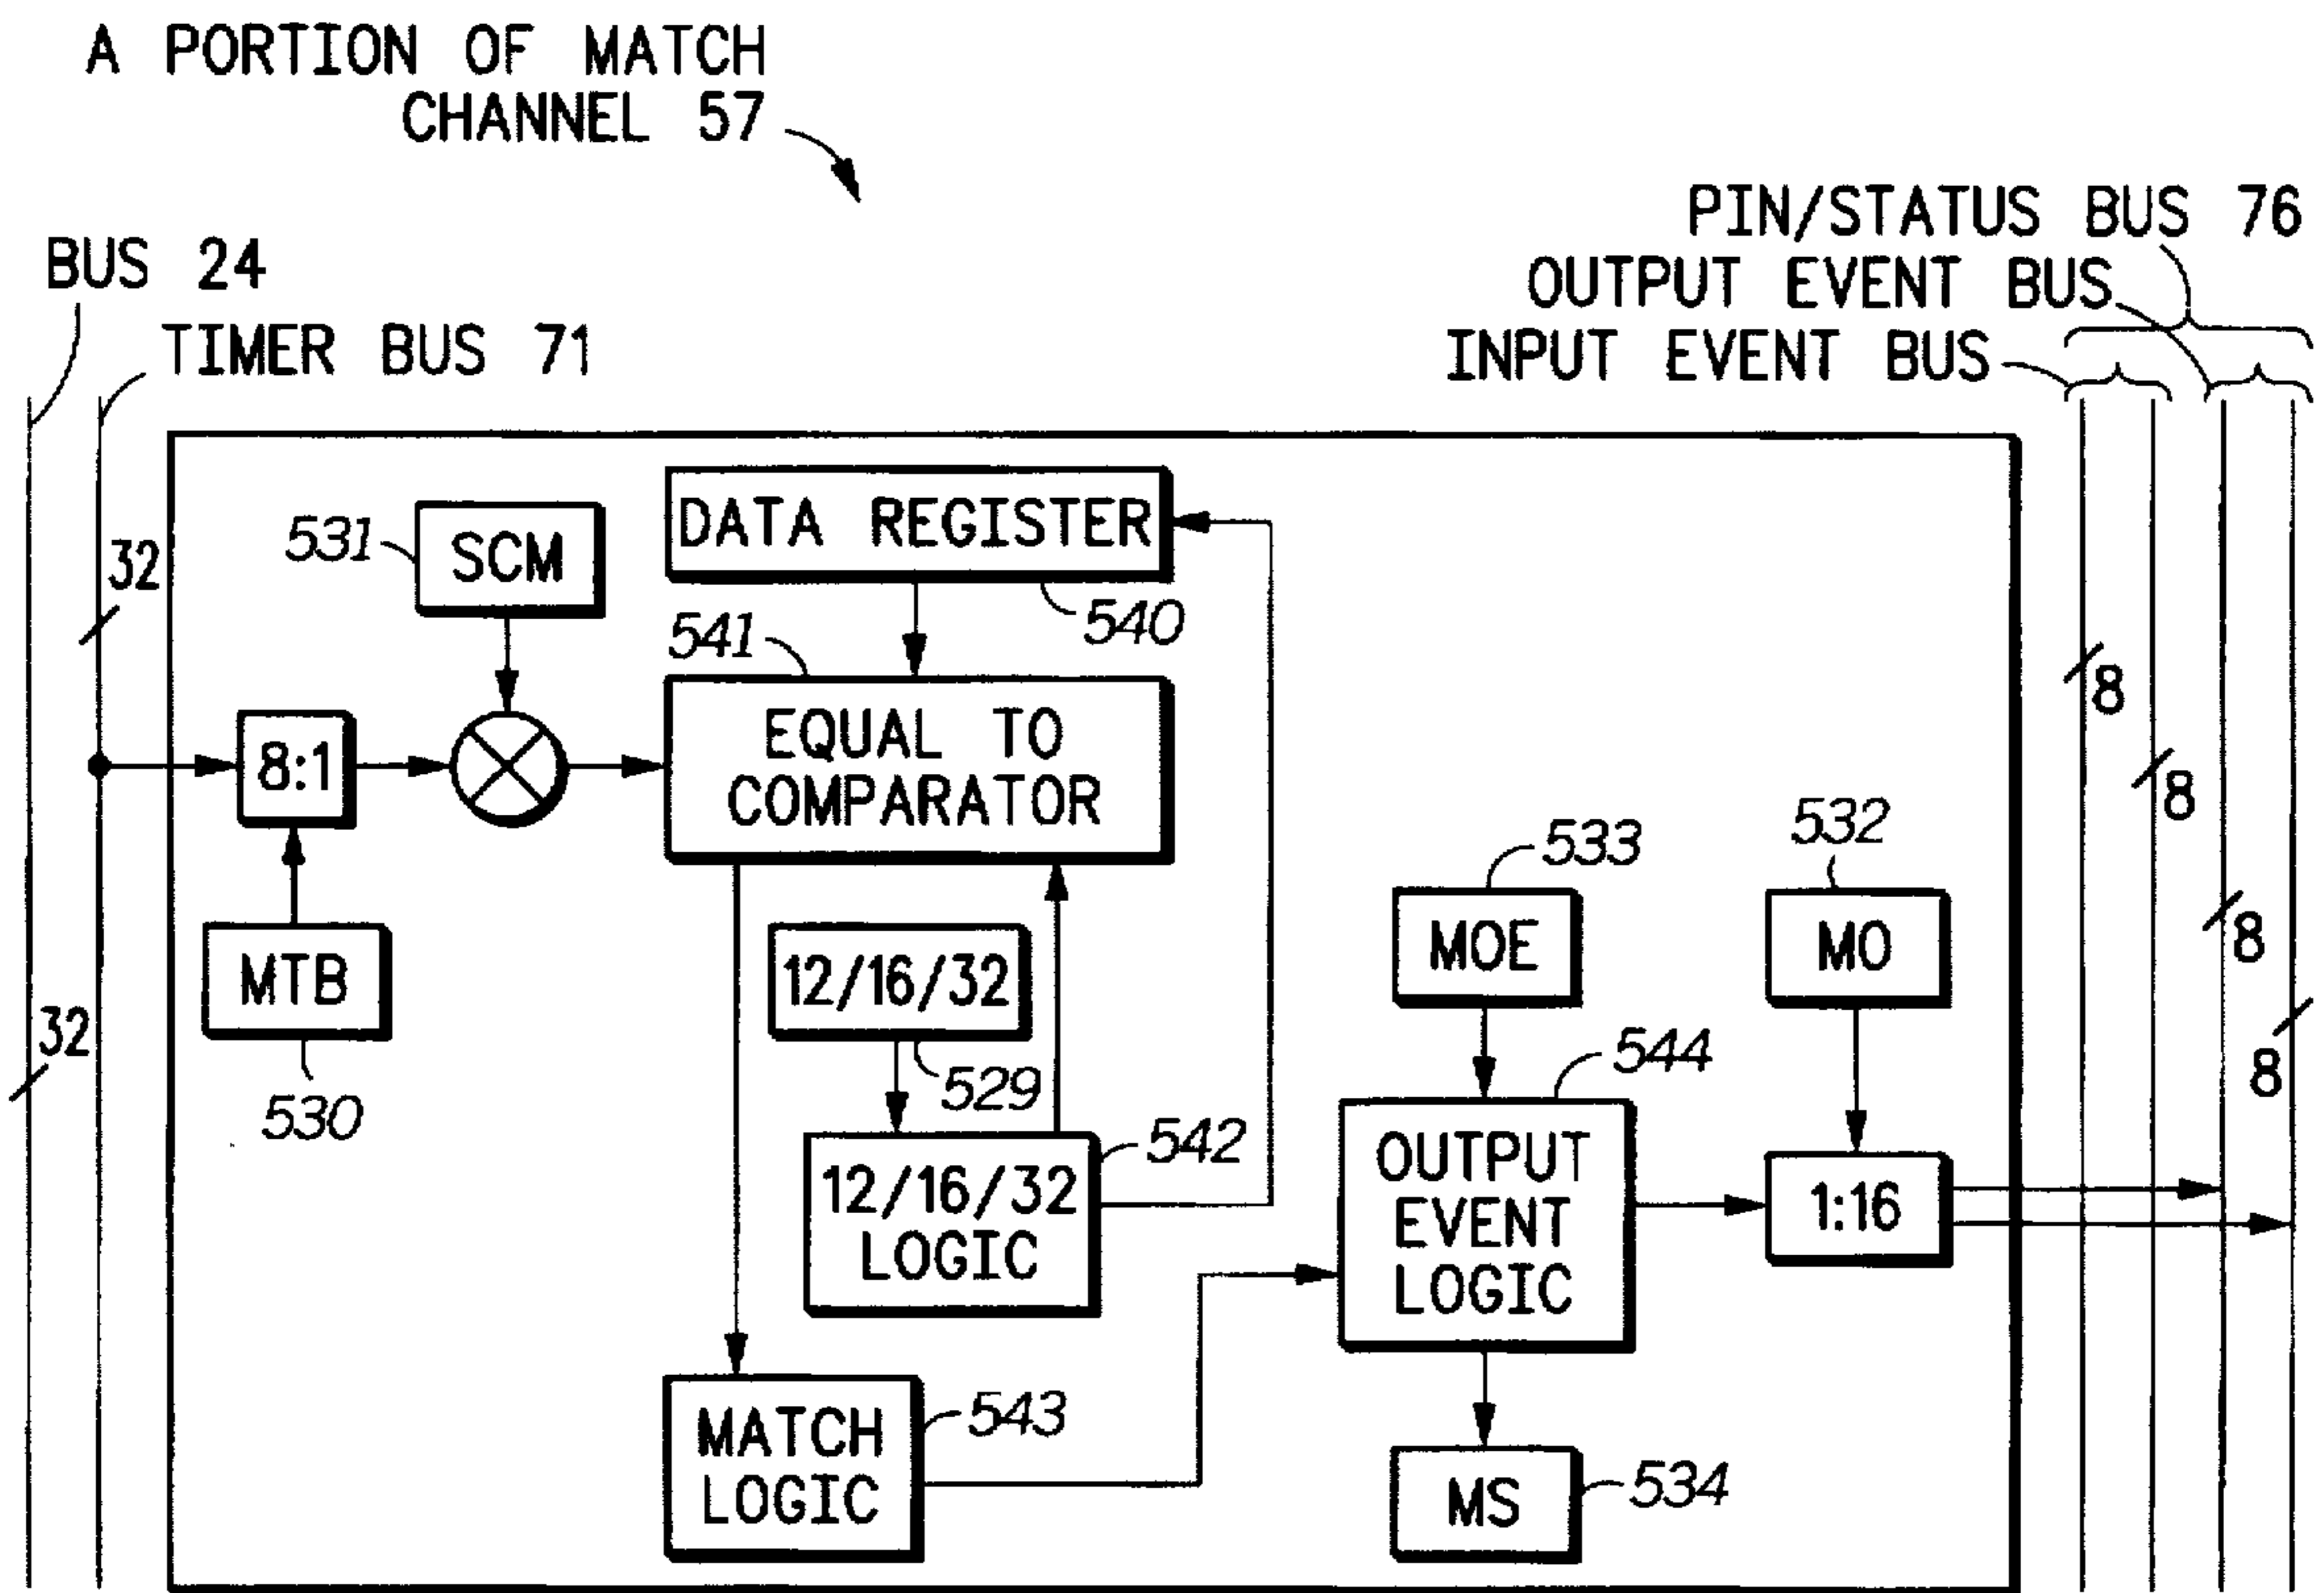 A PORTION OF MATCH
CHANNEL 57
PIN/STATUS BUS 76
BUS 24
OUTPUT EVENT BUS
TIMER BUS 71
INPUT EVENT BUS
531
SCM
DATA REGISTER
32
540
541
8
EQUAL TO
COMPARATOR
8:1
8
533
532
MTB
12/16/32
MOE
MO
8
32
530
529
544
8
542
12/16/32
LOGIC
OUTPUT
EVENT
LOGIC
1:16
543
MATCH
LOGIC
MS
534